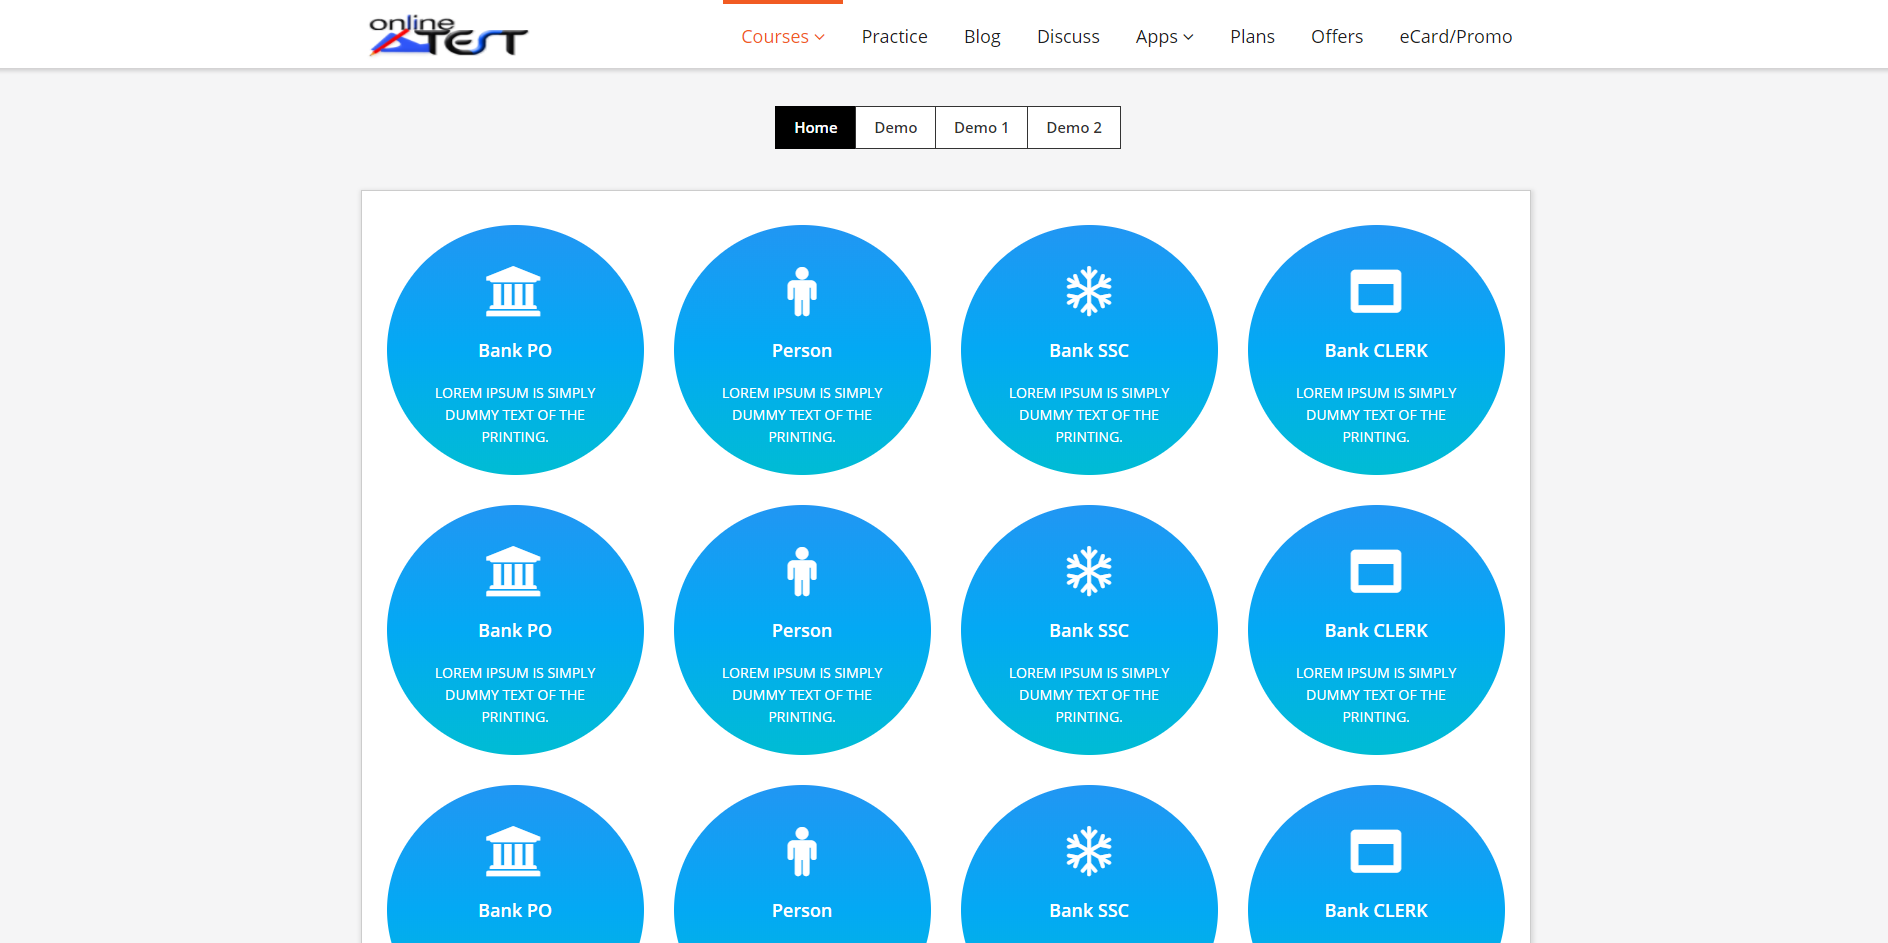 online
TEST
Courses Practice Blog Discuss Apps Plans Offers eCard/Promo
Home Demo Demo 1 Demo 2
Bank PO Person Bank SSC Bank CLERK
LOREM IPSUM IS SIMPLY LOREM IPSUM IS SIMPLY LOREM IPSUM IS SIMPLY LOREM IPSUM IS SIMPLY
DUMMY TEXT OF THE DUMMY TEXT OF THE DUMMY TEXT OF THE DUMMY TEXT OF THE
PRINTING. PRINTING. PRINTING. PRINTING.
Bank PO Person Bank SSC Bank CLERK
LOREM IPSUM IS SIMPLY LOREM IPSUM IS SIMPLY LOREM IPSUM IS SIMPLY LOREM IPSUM IS SIMPLY
DUMMY TEXT OF THE DUMMY TEXT OF THE DUMMY TEXT OF THE DUMMY TEXT OF THE
PRINTING. PRINTING. PRINTING. PRINTING.
Bank PO Person Bank SSC Bank CLERK